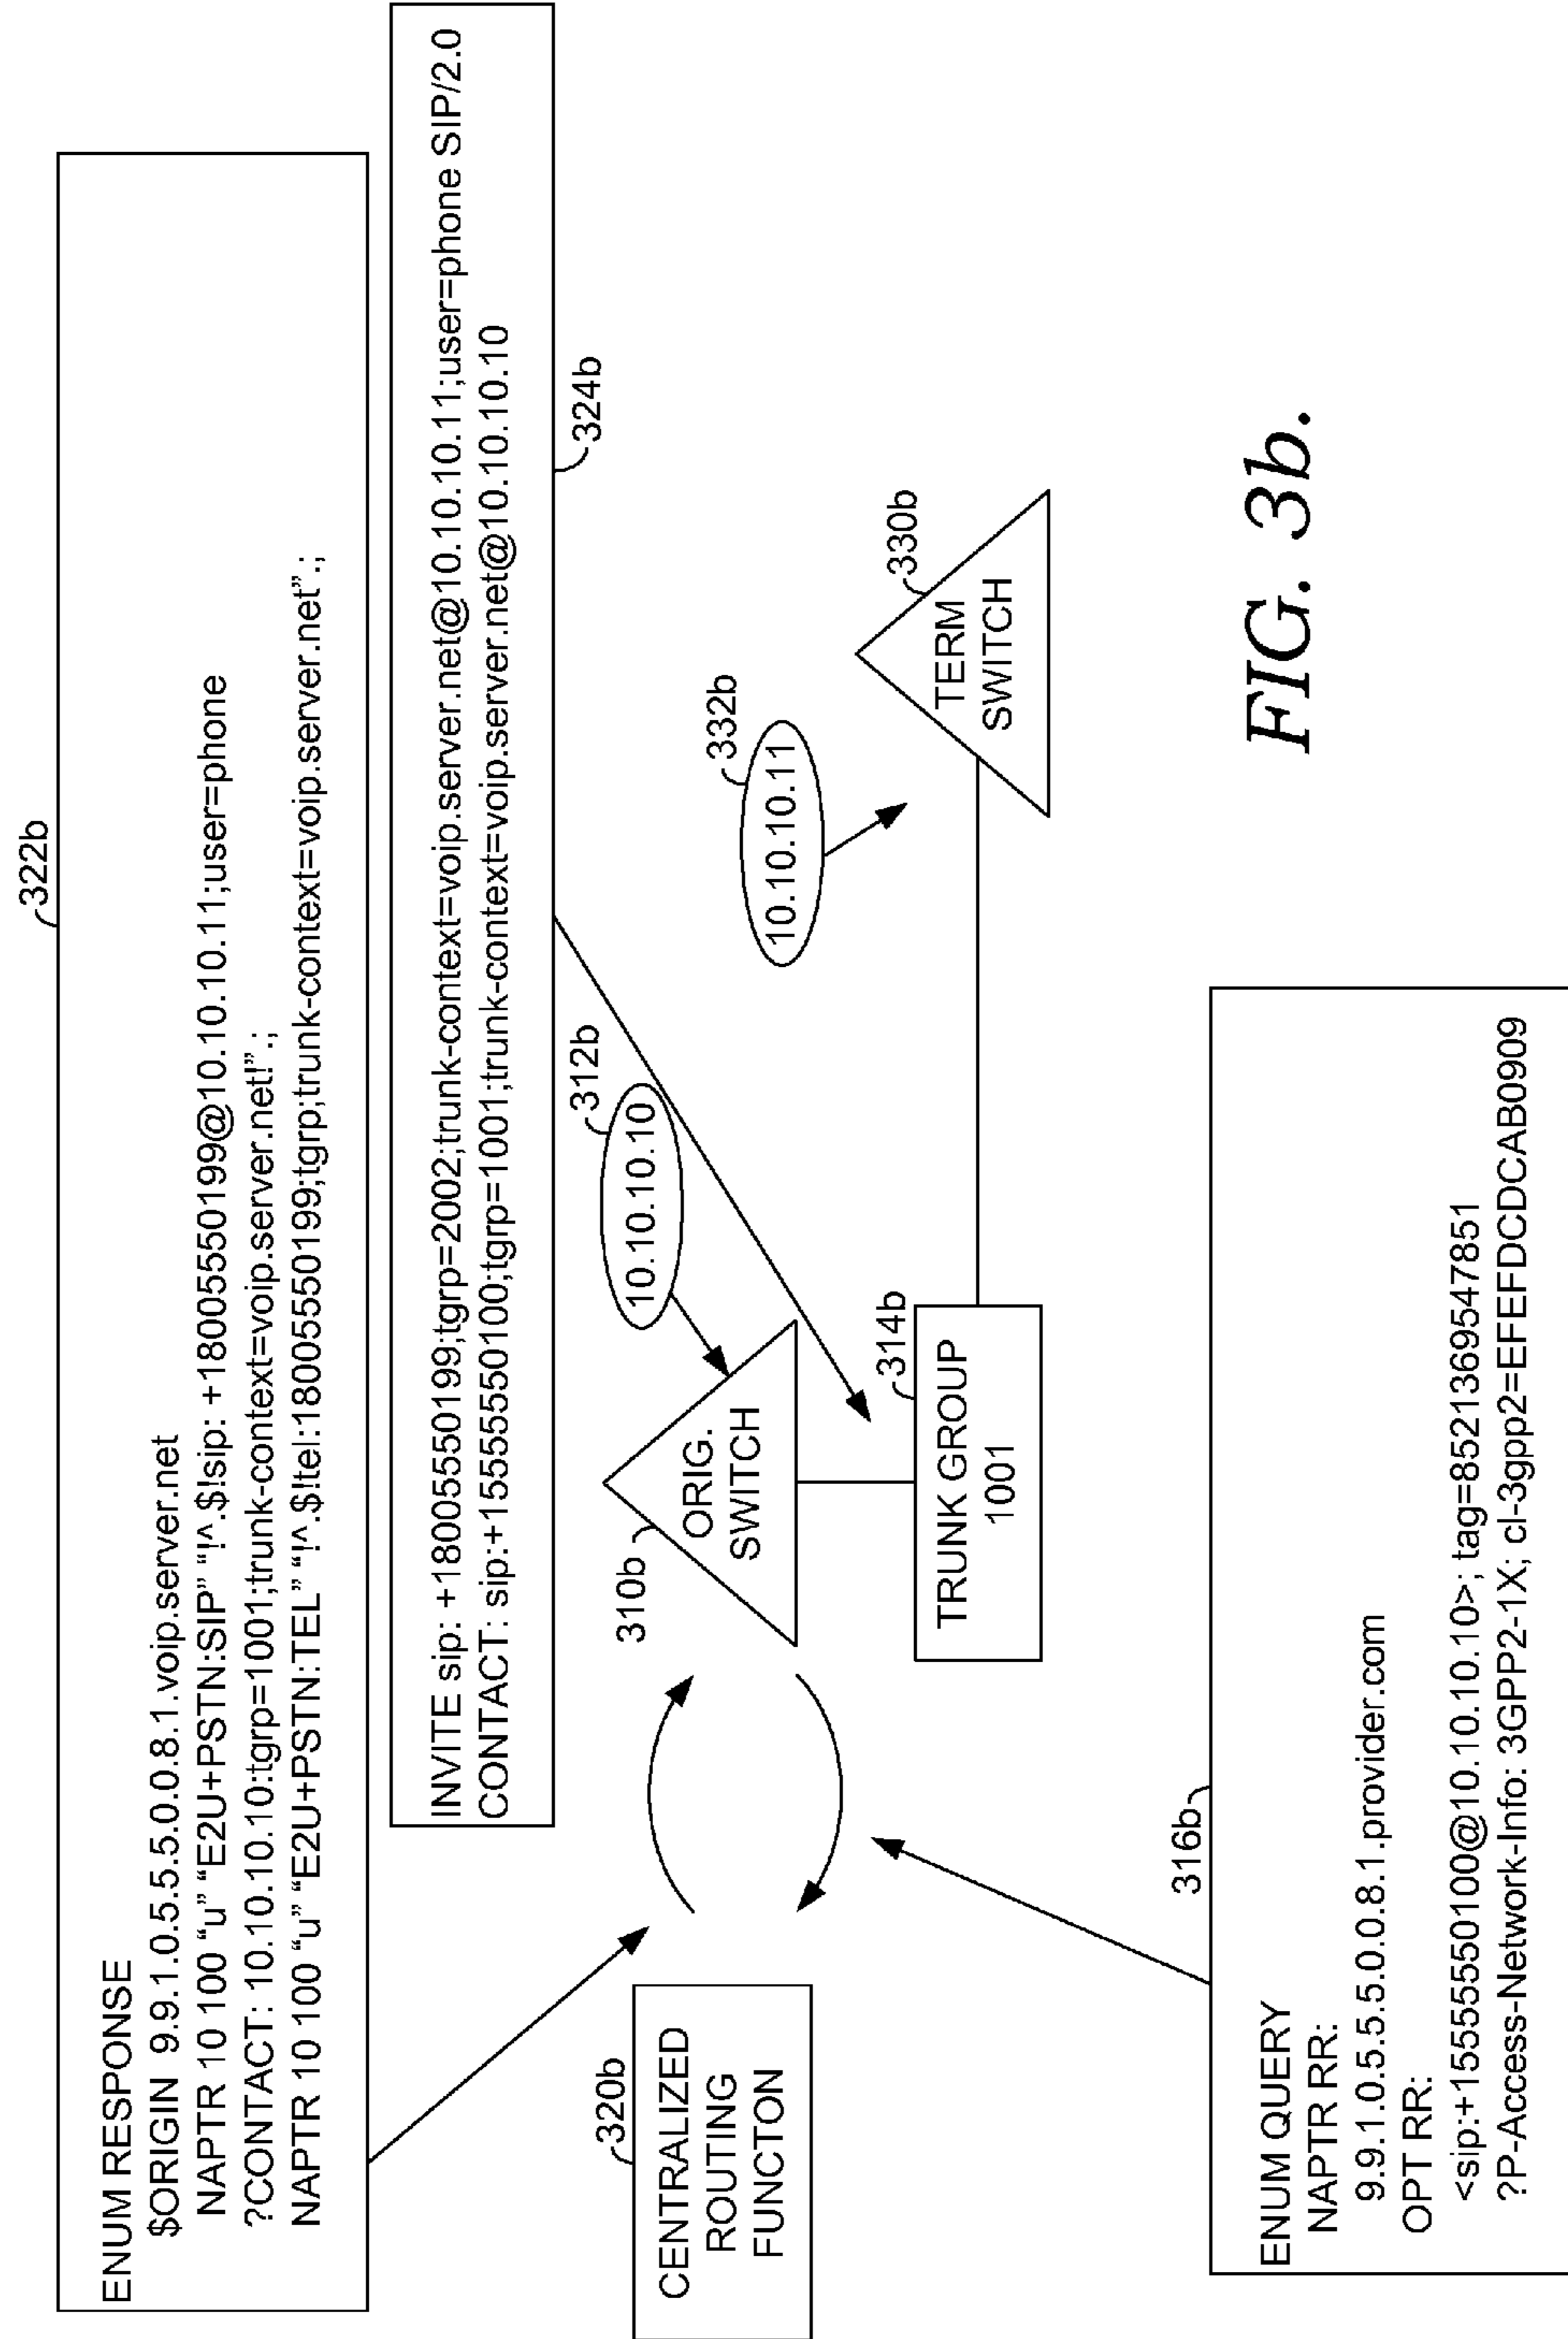 322b
ENUM RESPONSE
$ORIGIN 9.9.1.0.5.5.5.0.0.8.1.voip.server.net
NAPTR 10 100 “u” “E2U+PSTN:SIP” “!^.$!sip: +18005550199@10.10.10.11;user=phone
?CONTACT: 10.10.10.10:tgrp=1001;trunk-context=voip.server.net!”.;
NAPTR 10 100 “u” “E2U+PSTN:TEL” “!^.$!tel:18005550199;tgrp;trunk-context=voip.server.net”.;
INVITE sip: +18005550199;tgrp=2002;trunk-context=voip.server.net@10.10.10.11;user=phone SIP/2.0
CONTACT: sip:+15555550100;tgrp=1001;trunk-context=voip.server.net@10.10.10.10
324b
312b
10.10.10.10
332b
10.10.10.11
320b
CENTRALIZED
ROUTING
FUNCTON
310b
ORIG.
SWITCH
330b
TERM
SWITCH
314b
TRUNK GROUP
1001
316b
ENUM QUERY
NAPTR RR:
9.9.1.0.5.5.5.0.0.8.1.provider.com
OPT RR:
<sip:+15555550100@10.10.10.10>; tag=852136954​7851
?P-Access-Network-Info: 3GPP2-1X; cl-3gpp2=EFEFDCDCAB0909
FIG. 3b.